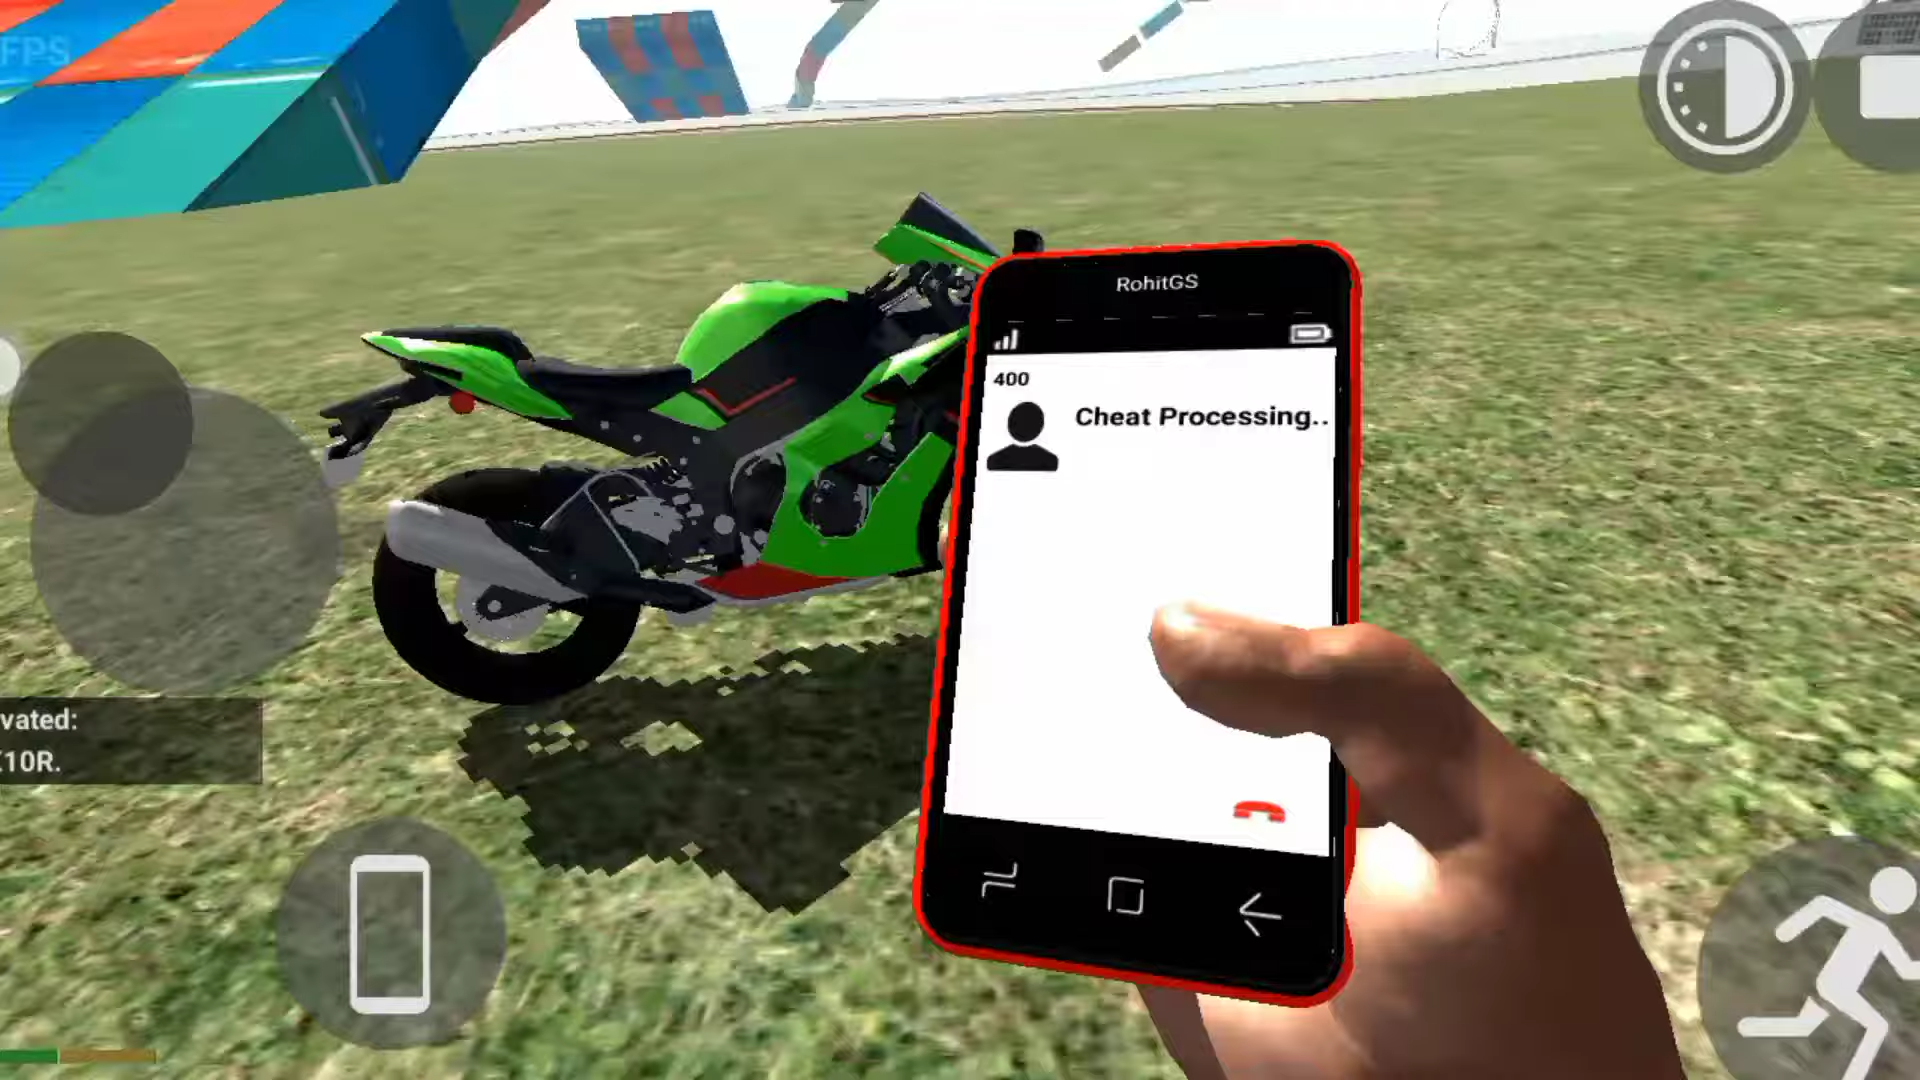 FPS
RohitGS
400
Cheat Processing..
vated:
10R.